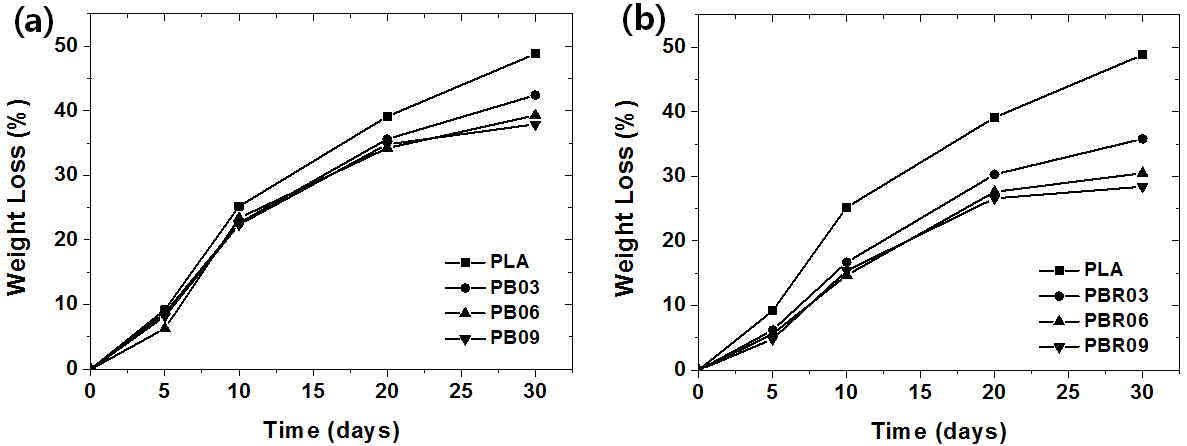 (a)
Weight Loss (%)
50
40
30
20
10
0
PLA
PB03
PB06
PB09
0 5 10 15 20 25 30
Time (days)
(b)
Weight Loss (%)
50
40
30
20
10
0
PLA
PBR03
PBR06
PBR09
0 5 10 15 20 25 30
Time (days)